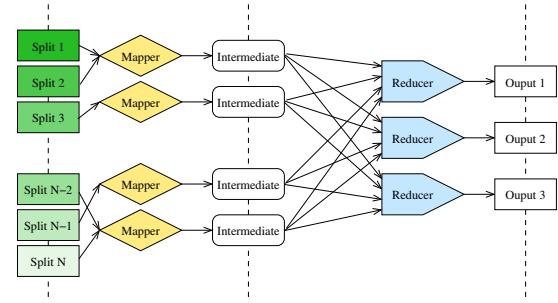 Split 1
Split 2
Split 3
Split N−2
Split N−1
Split N
Mapper
Mapper
Mapper
Mapper
Intermediate
Intermediate
Intermediate
Intermediate
Reducer
Reducer
Reducer
Ouput 1
Ouput 2
Ouput 3